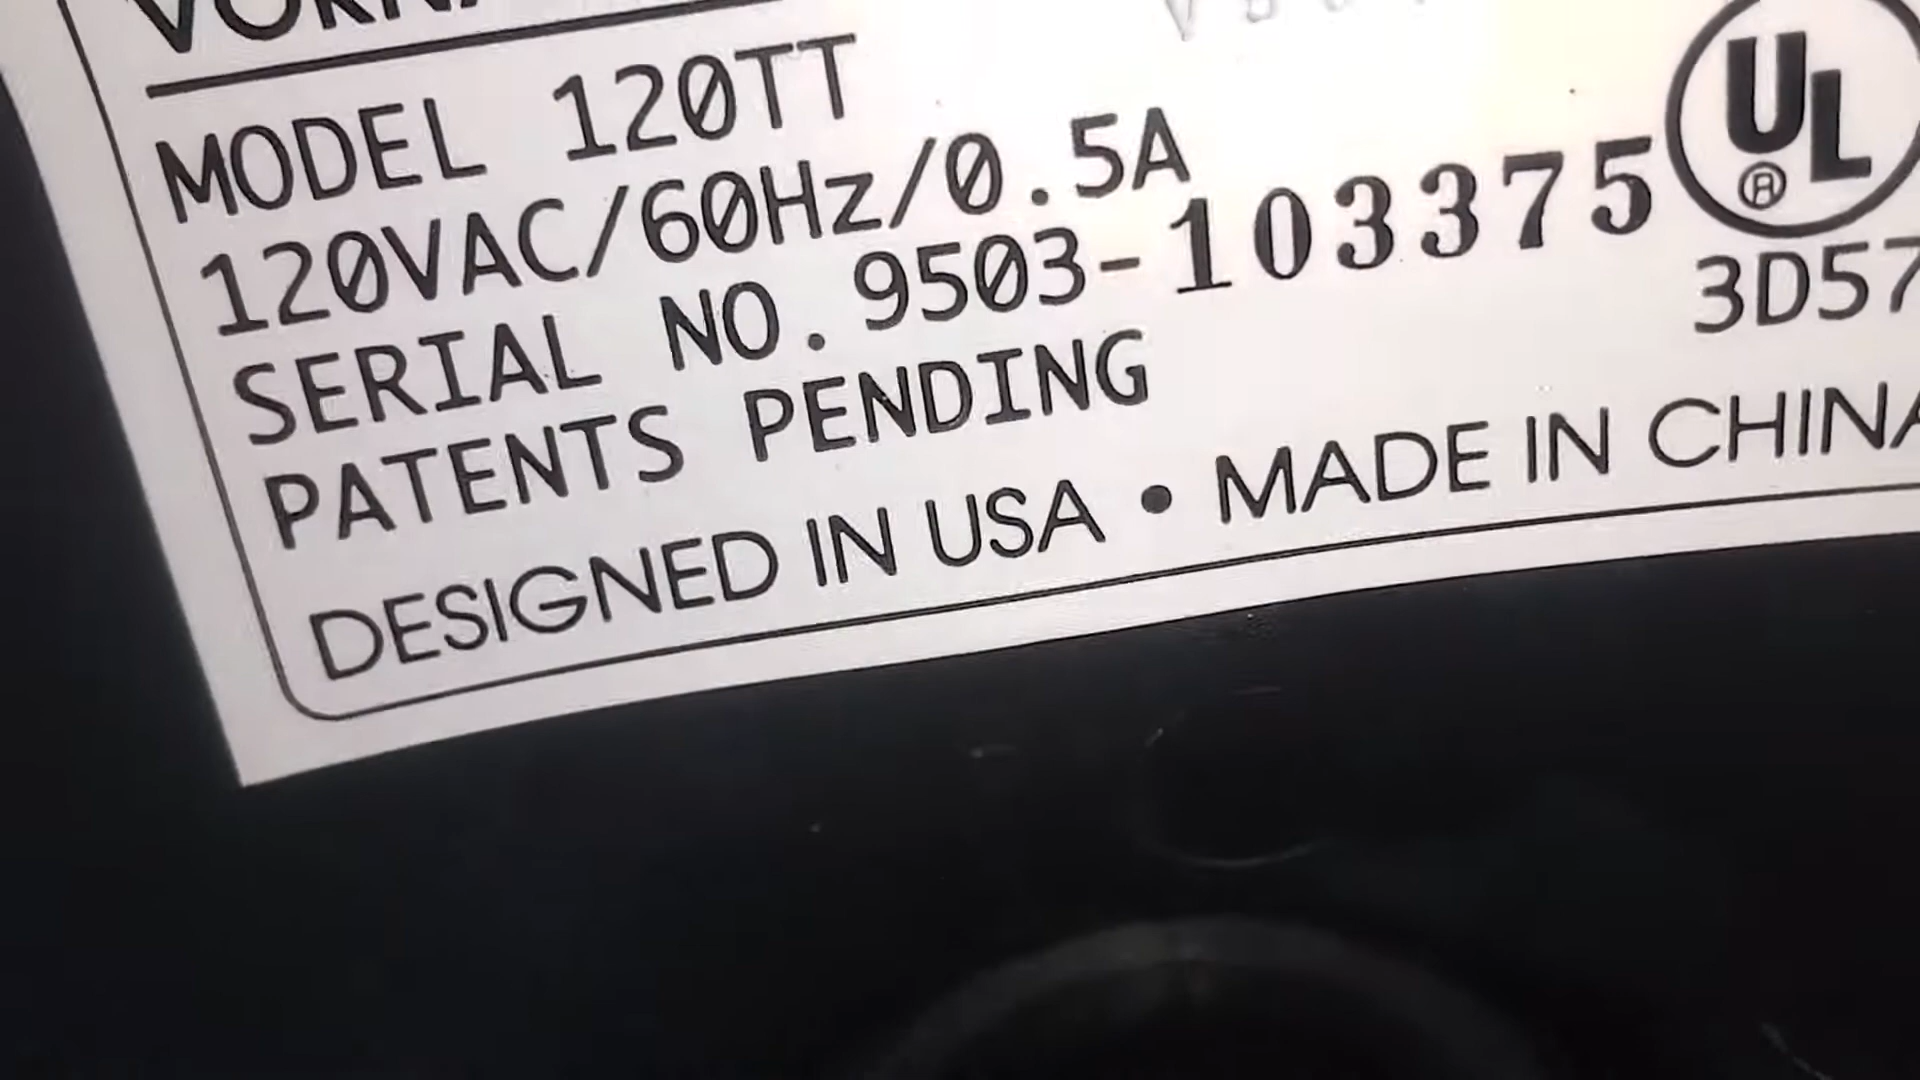 MODEL 120TT
120VAC/60Hz/0.5A
SERIAL NO. 9503-103375
UL
®
3D57
PATENTS PENDING
DESIGNED IN USA • MADE IN CHINA